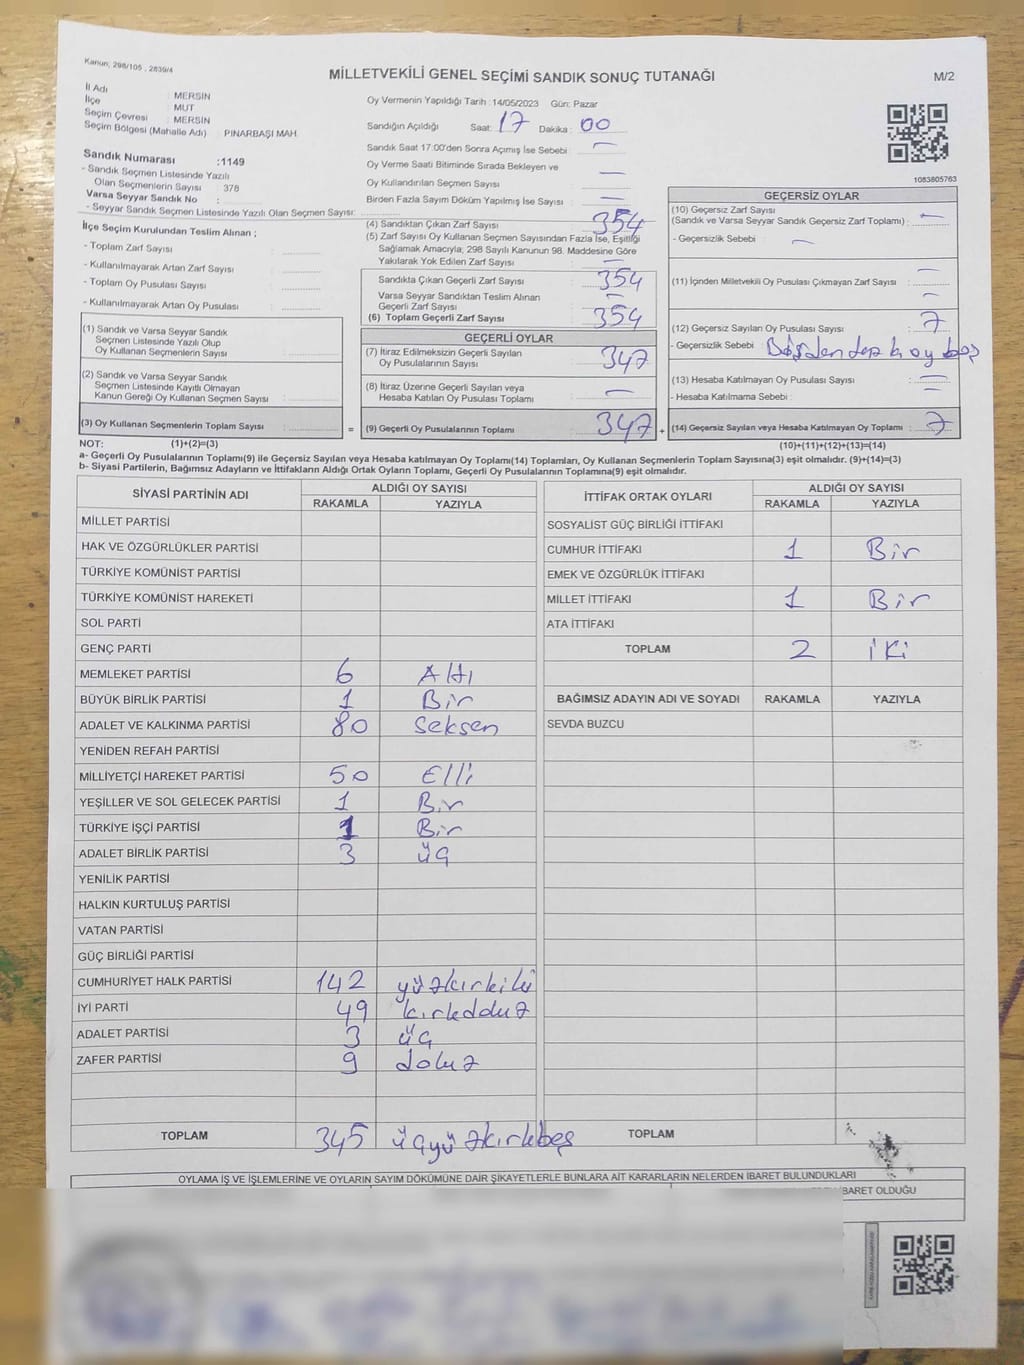 Kanun; 298/105 , 2839/4
MİLLETVEKİLİ GENEL SEÇİMİ SANDIK SONUÇ TUTANAĞI
M/2
İl Adı : MERSİN
İlçe : MUT
Seçim Çevresi : MERSİN
Seçim Bölgesi (Mahalle Adı) : PINARBAŞI MAH.
Sandık Numarası :1149
- Sandık Seçmen Listesinde Yazılı
Olan Seçmenlerin Sayısı : 378
Varsa Seyyar Sandık No :
- Seyyar Sandık Seçmen Listesinde Yazılı Olan Seçmen Sayısı:
İlçe Seçim Kurulundan Teslim Alınan ;
- Toplam Zarf Sayısı :
- Kullanılmayarak Artan Zarf Sayısı :
- Toplam Oy Pusulası Sayısı :
- Kullanılmayarak Artan Oy Pusulası :
(1) Sandık ve Varsa Seyyar Sandık
Seçmen Listesinde Yazılı Olup
Oy Kullanan Seçmenlerin Sayısı :
(2) Sandık ve Varsa Seyyar Sandık
Seçmen Listesinde Kayıtlı Olmayan
Kanun Gereği Oy Kullanan Seçmen Sayısı :
(3) Oy Kullanan Seçmenlerin Toplam Sayısı :
Oy Vermenin Yapıldığı Tarih :14/05/2023 Gün: Pazar
Sandığın Açıldığı Saat: 17 Dakika : 00
Sandık Saat 17:00'den Sonra Açımış İse Sebebi : —
Oy Verme Saati Bitiminde Sırada Bekleyen ve
Oy Kullandırılan Seçmen Sayısı : —
Birden Fazla Sayım Döküm Yapılmış İse Sayısı : —
(4) Sandıktan Çıkan Zarf Sayısı : 354
(5) Zarf Sayısı Oy Kullanan Seçmen Sayısından Fazla İse, Eşitliği
Sağlamak Amacıyla; 298 Sayılı Kanunun 98. Maddesine Göre
Yakılarak Yok Edilen Zarf Sayısı : —
Sandıkta Çıkan Geçerli Zarf Sayısı : 354
Varsa Seyyar Sandıktan Teslim Alınan
Geçerli Zarf Sayısı : —
(6) Toplam Geçerli Zarf Sayısı : 354
GEÇERLİ OYLAR
(7) İtiraz Edilmeksizin Geçerli Sayılan
Oy Pusulalarının Sayısı : 347
(8) İtiraz Üzerine Geçerli Sayılan veya
Hesaba Katılan Oy Pusulası Toplamı : —
= (9) Geçerli Oy Pusulalarının Toplamı : 347 +
1083805763
GEÇERSİZ OYLAR
(10) Geçersiz Zarf Sayısı
(Sandık ve Varsa Seyyar Sandık Geçersiz Zarf Toplamı) : —
- Geçersizlik Sebebi : —
(11) İçinden Milletvekili Oy Pusulası Çıkmayan Zarf Sayısı: —
(12) Geçersiz Sayılan Oy Pusulası Sayısı : 7
- Geçersizlik Sebebi :
(13) Hesaba Katılmayan Oy Pusulası Sayısı : —
- Hesaba Katılmama Sebebi : —
(14) Geçersiz Sayılan veya Hesaba Katılmayan Oy Toplamı : 7
NOT: (1)+(2)=(3)
(10)+(11)+(12)+(13)=(14)
a- Geçerli Oy Pusulalarının Toplamı(9) ile Geçersiz Sayılan veya Hesaba Katılmayan Oy Toplamı(14) Toplamları, Oy Kullanan Seçmenlerin Toplam Sayısına(3) eşit olmalıdır. (9)+(14)=(3)
b- Siyasi Partilerin, Bağımsız Adayların ve İttifakların Aldığı Ortak Oyların Toplamı, Geçerli Oy Pusulalarının Toplamına(9) eşit olmalıdır.
SİYASİ PARTİNİN ADI ALDIĞI OY SAYISI
RAKAMLA YAZIYLA
MİLLET PARTİSİ
HAK VE ÖZGÜRLÜKLER PARTİSİ
TÜRKİYE KOMÜNİST PARTİSİ
TÜRKİYE KOMÜNİST HAREKETİ
SOL PARTİ
GENÇ PARTİ
MEMLEKET PARTİSİ 6 Altı
BÜYÜK BİRLİK PARTİSİ 1 Bir
ADALET VE KALKINMA PARTİSİ 80 Seksen
YENİDEN REFAH PARTİSİ
MİLLİYETÇİ HAREKET PARTİSİ 50 Elli
YEŞİLLER VE SOL GELECEK PARTİSİ 1 Bir
TÜRKİYE İŞÇİ PARTİSİ 1 Bir
ADALET BİRLİK PARTİSİ 3 üç
YENİLİK PARTİSİ
HALKIN KURTULUŞ PARTİSİ
VATAN PARTİSİ
GÜÇ BİRLİĞİ PARTİSİ
CUMHURİYET HALK PARTİSİ 142 yüzkırkiki
İYİ PARTİ 49 kırkdokuz
ADALET PARTİSİ 3 üç
ZAFER PARTİSİ 9 dokuz
TOPLAM 345 üçyüzkırkbeş
İTTİFAK ORTAK OYLARI ALDIĞI OY SAYISI
RAKAMLA YAZIYLA
SOSYALİST GÜÇ BİRLİĞİ İTTİFAKI
CUMHUR İTTİFAKI 1 Bir
EMEK VE ÖZGÜRLÜK İTTİFAKI
MİLLET İTTİFAKI 1 Bir
ATA İTTİFAKI
TOPLAM 2 iki
BAĞIMSIZ ADAYIN ADI VE SOYADI RAKAMLA YAZIYLA
SEVDA BUZCU
TOPLAM
OYLAMA İŞ VE İŞLEMLERİNE VE OYLARIN SAYIM DÖKÜMÜNE DAİR ŞİKAYETLERLE BUNLARA AİT KARARLARIN NELERDEN İBARET BULUNDUKLARI
İBARET OLDUĞU